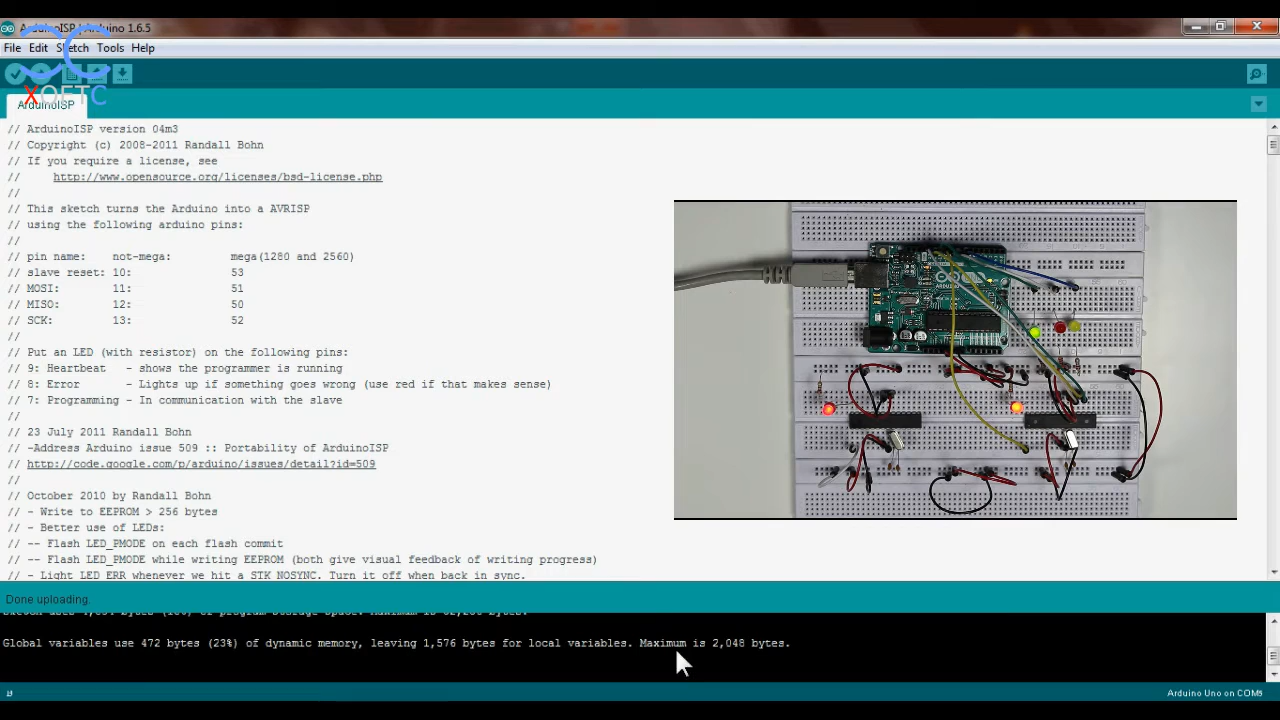 ArduinoISP | Arduino 1.6.5
File Edit Sketch Tools Help
XOFTC
ArduinoISP
// ArduinoISP version 04m3
// Copyright (c) 2008-2011 Randall Bohn
// If you require a license, see
// http://www.opensource.org/licenses/bsd-license.php
//
// This sketch turns the Arduino into a AVRISP
// using the following arduino pins:
//
// pin name: not-mega: mega(1280 and 2560)
// slave reset: 10: 53
// MOSI: 11: 51
// MISO: 12: 50
// SCK: 13: 52
//
// Put an LED (with resistor) on the following pins:
// 9: Heartbeat - shows the programmer is running
// 8: Error - Lights up if something goes wrong (use red if that makes sense)
// 7: Programming - In communication with the slave
//
// 23 July 2011 Randall Bohn
// -Address Arduino issue 509 :: Portability of ArduinoISP
// http://code.google.com/p/arduino/issues/detail?id=509
//
// October 2010 by Randall Bohn
// - Write to EEPROM > 256 bytes
// - Better use of LEDs:
// -- Flash LED_PMODE on each flash commit
// -- Flash LED_PMODE while writing EEPROM (both give visual feedback of writing progress)
// - Light LED_ERR whenever we hit a STK_NOSYNC. Turn it off when back in sync.
Done uploading.
Global variables use 472 bytes (23%) of dynamic memory, leaving 1,576 bytes for local variables. Maximum is 2,048 bytes.
Arduino Uno on